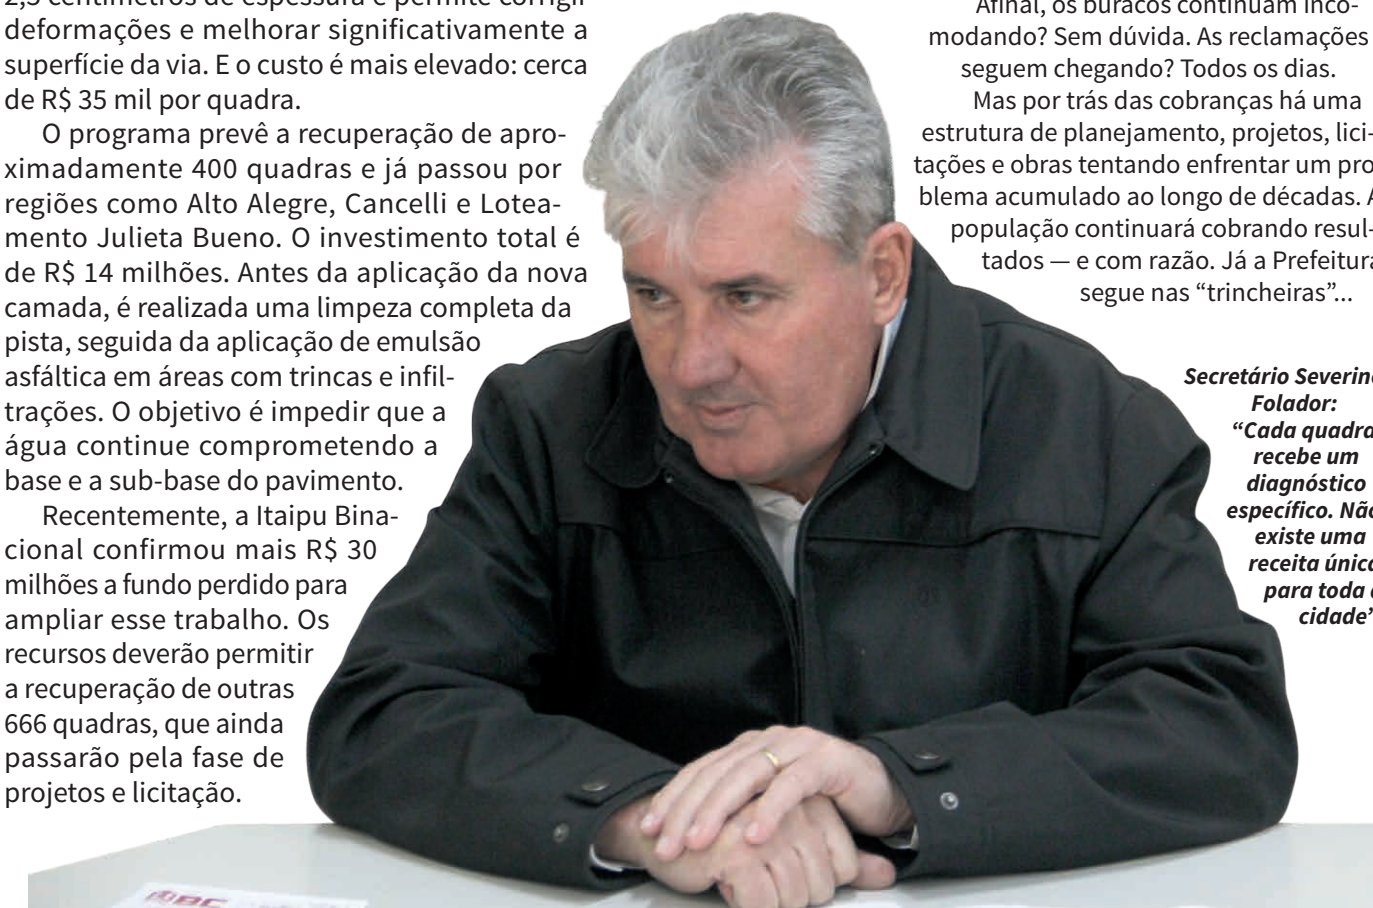 2,5 centímetros de espessura e permite corrigir
deformações e melhorar significativamente a
superfície da via. E o custo é mais elevado: cerca
de R$ 35 mil por quadra.
O programa prevê a recuperação de apro-
ximadamente 400 quadras e já passou por
regiões como Alto Alegre, Cancelli e Lotea-
mento Julieta Bueno. O investimento total é
de R$ 14 milhões. Antes da aplicação da nova
camada, é realizada uma limpeza completa da
pista, seguida da aplicação de emulsão
asfáltica em áreas com trincas e infil-
trações. O objetivo é impedir que a
água continue comprometendo a
base e a sub-base do pavimento.
Recentemente, a Itaipu Bina-
cional confirmou mais R$ 30
milhões a fundo perdido para
ampliar esse trabalho. Os
recursos deverão permitir
a recuperação de outras
666 quadras, que ainda
passarão pela fase de
projetos e licitação.
Afinal, os buracos continuam inco-
modando? Sem dúvida. As reclamações
seguem chegando? Todos os dias.
Mas por trás das cobranças há uma
estrutura de planejamento, projetos, lici-
tações e obras tentando enfrentar um pro-
blema acumulado ao longo de décadas. A
população continuará cobrando resul-
tados — e com razão. Já a Prefeitura
segue nas “trincheiras”...
Secretário Severino
Folador:
“Cada quadra
recebe um
diagnóstico
específico. Não
existe uma
receita única
para toda a
cidade”